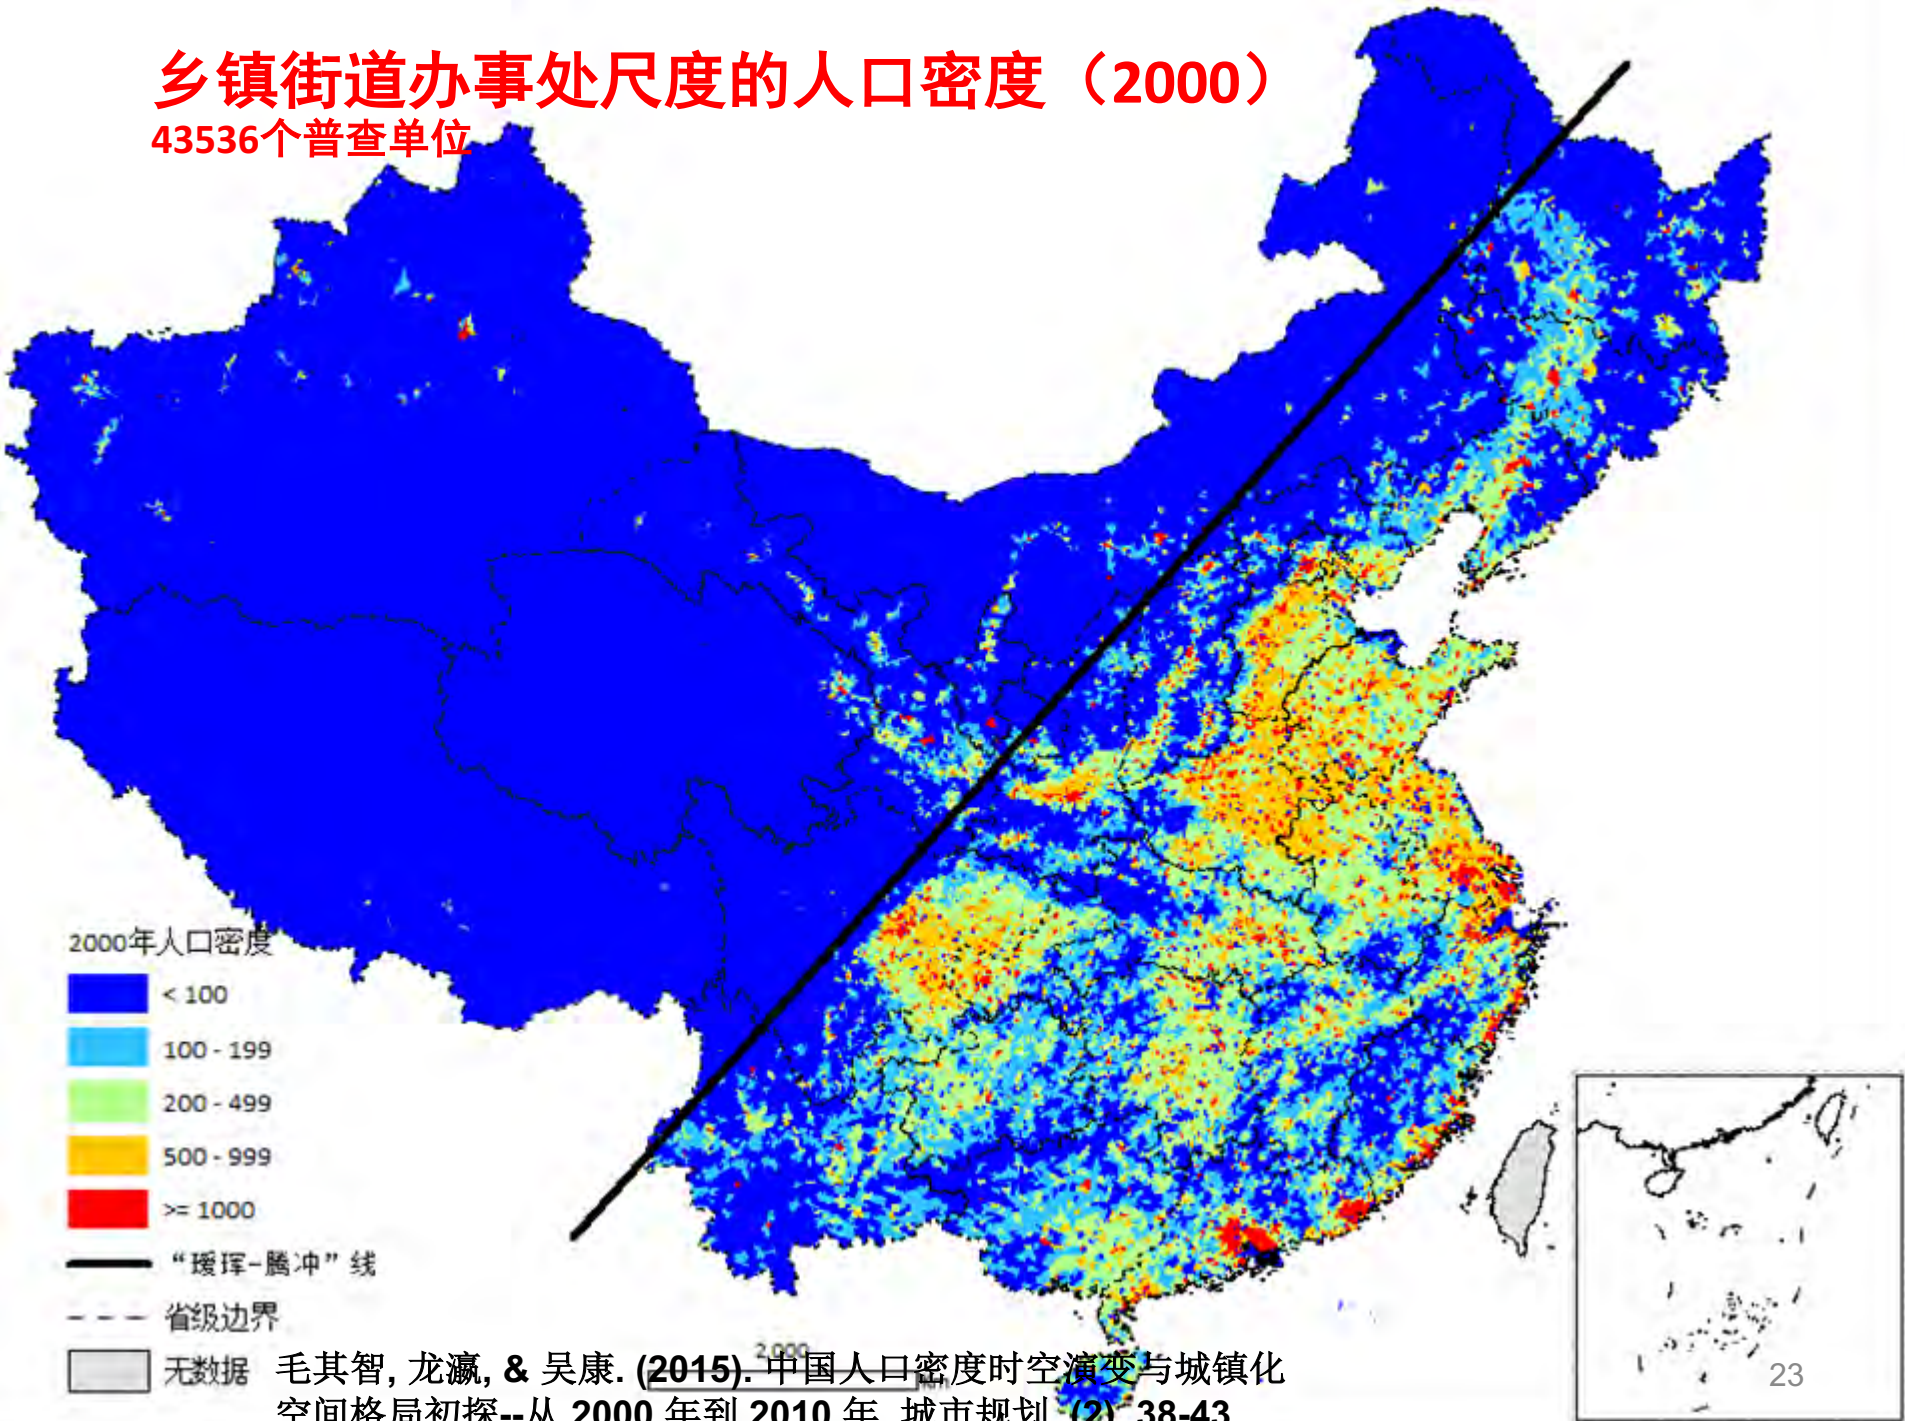 乡镇街道办事处尺度的人口密度（2000）
43536个普查单位
2000年人口密度
< 100
100 - 199
200 - 499
500 - 999
>= 1000
“瑷珲-腾冲”线
省级边界
无数据
2,000
毛其智, 龙瀛, & 吴康. (2015). 中国人口密度时空演变与城镇化
空间格局初探--从 2000 年到 2010 年. 城市规划, (2), 38-43.
23